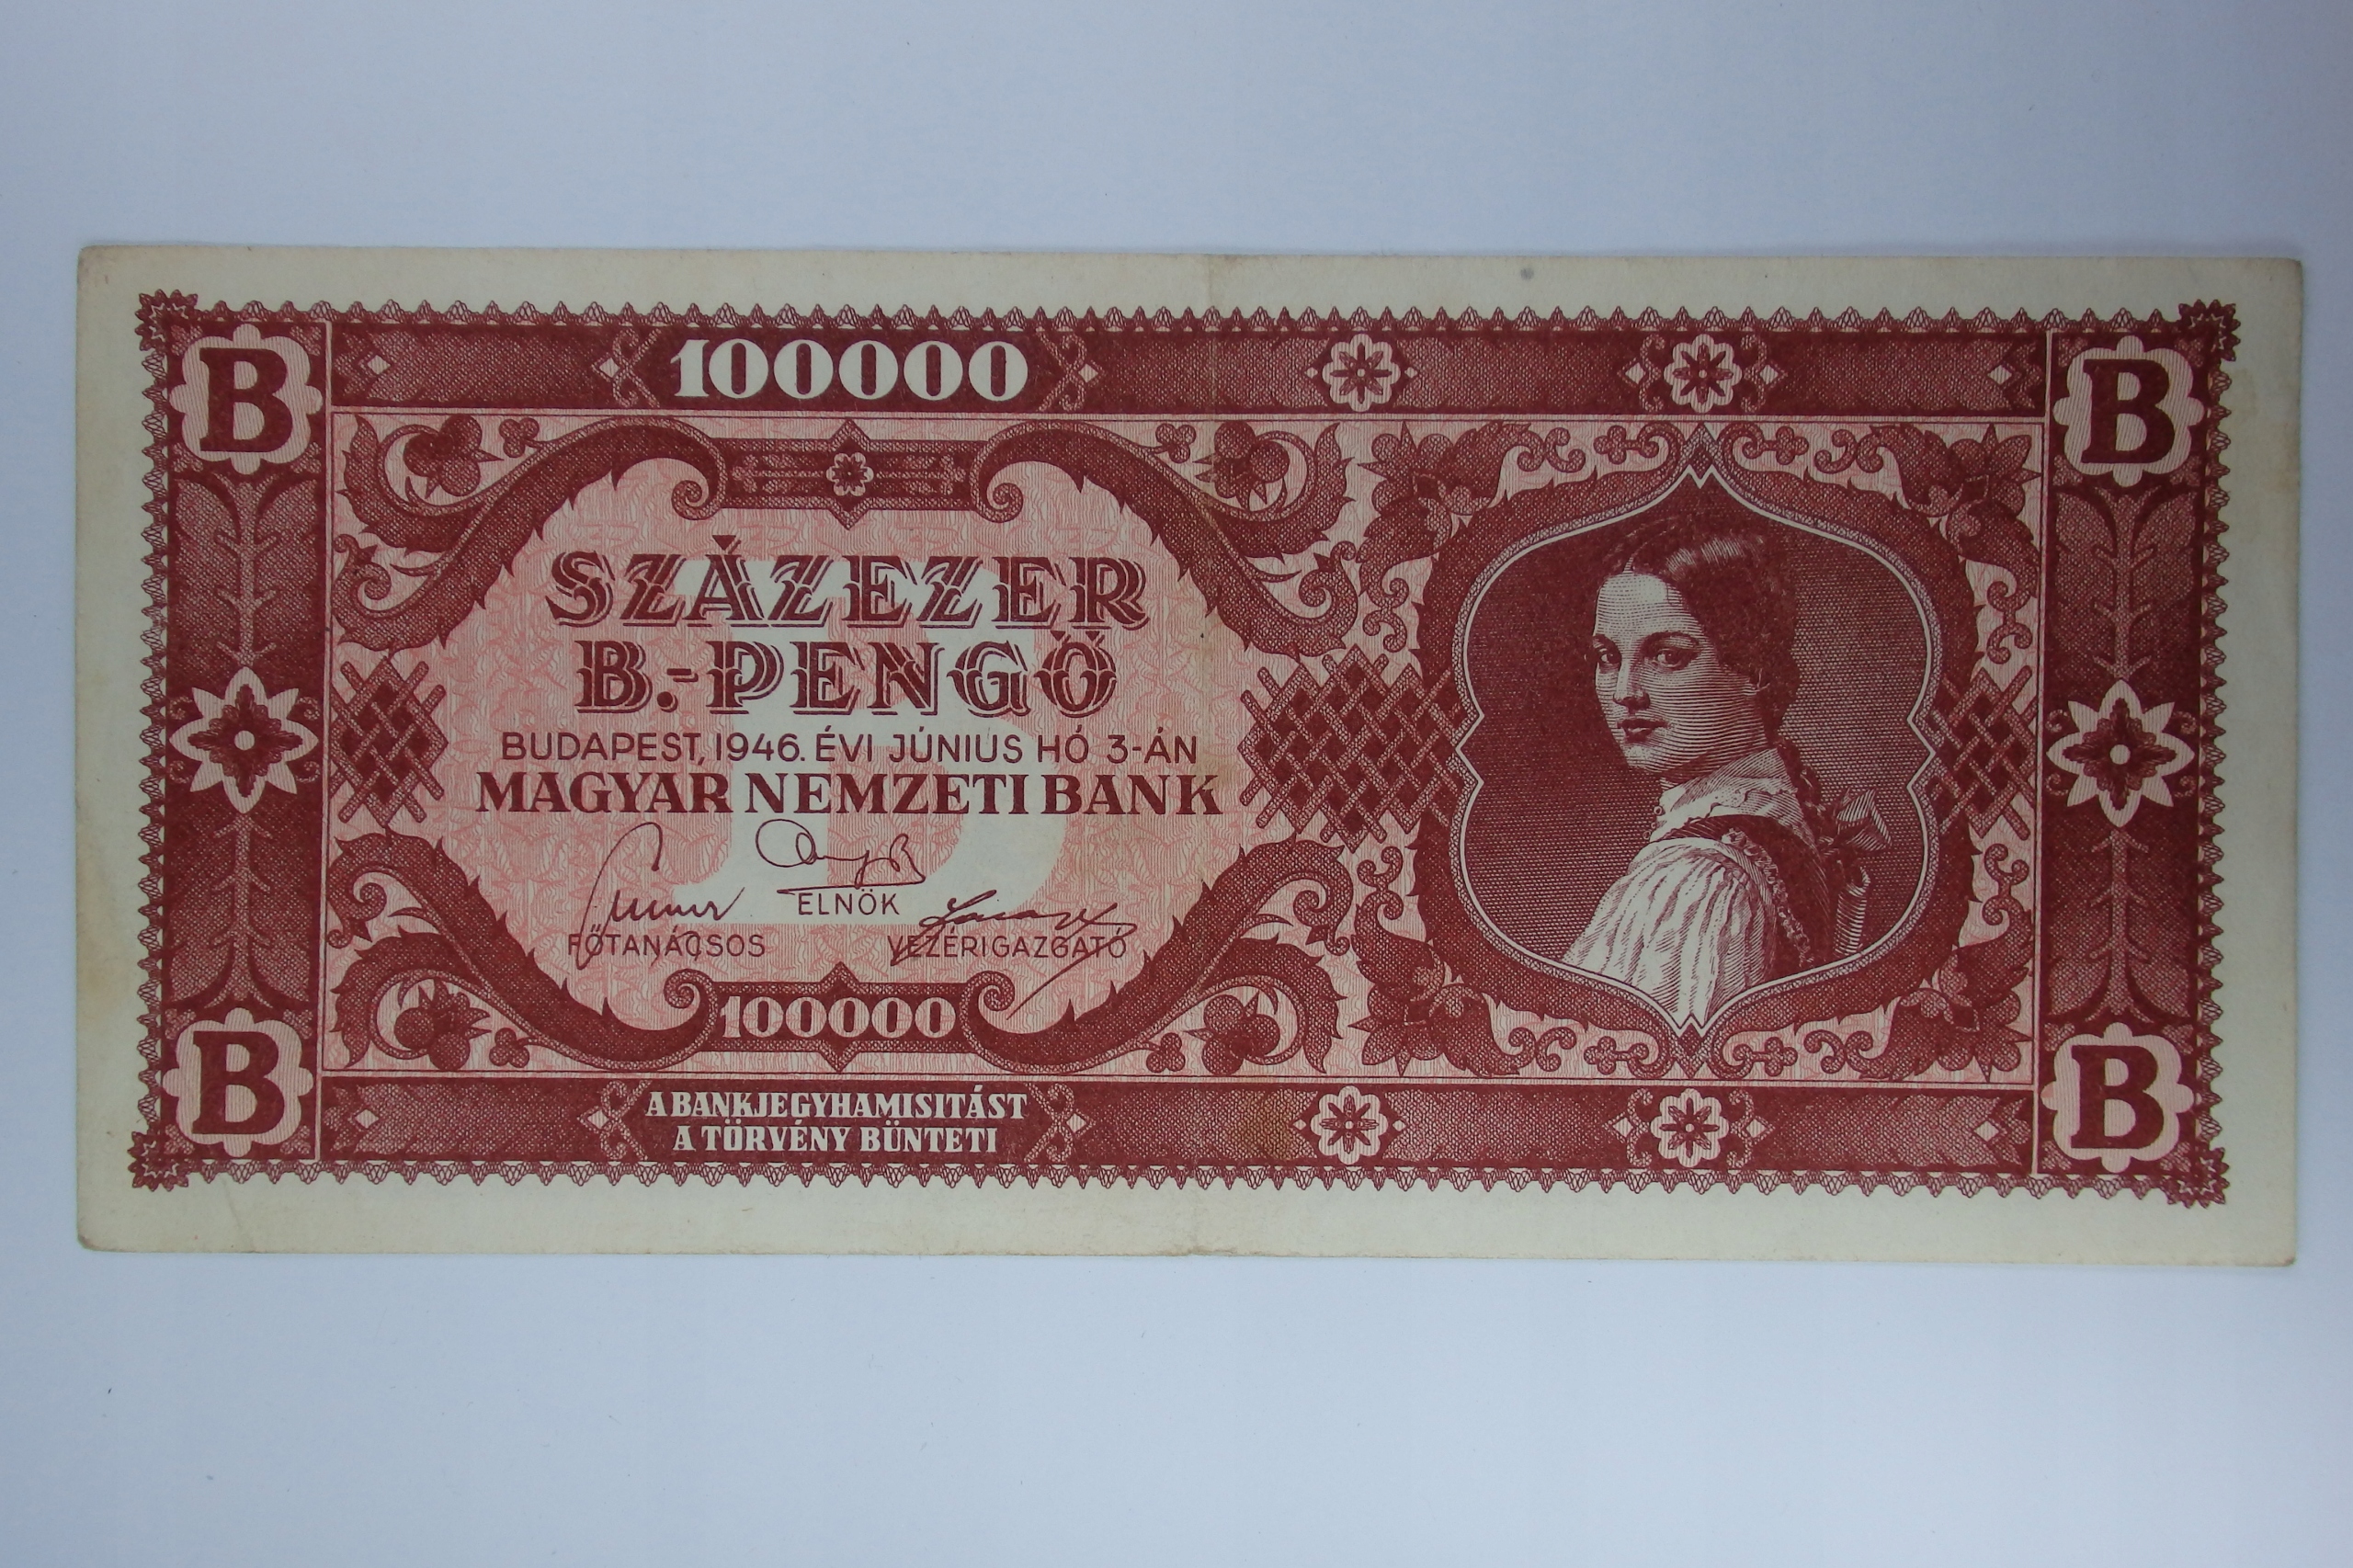 B 100000 B
SZÁZEZER
B.-PENGŐ
BUDAPEST, 1946. ÉVI JÚNIUS HÓ 3-ÁN
MAGYAR NEMZETI BANK
ELNÖK
FŐTANÁCSOS VEZÉRIGAZGATÓ
100000
B B
A BANKJEGYHAMISITÁST
A TÖRVÉNY BÜNTETI